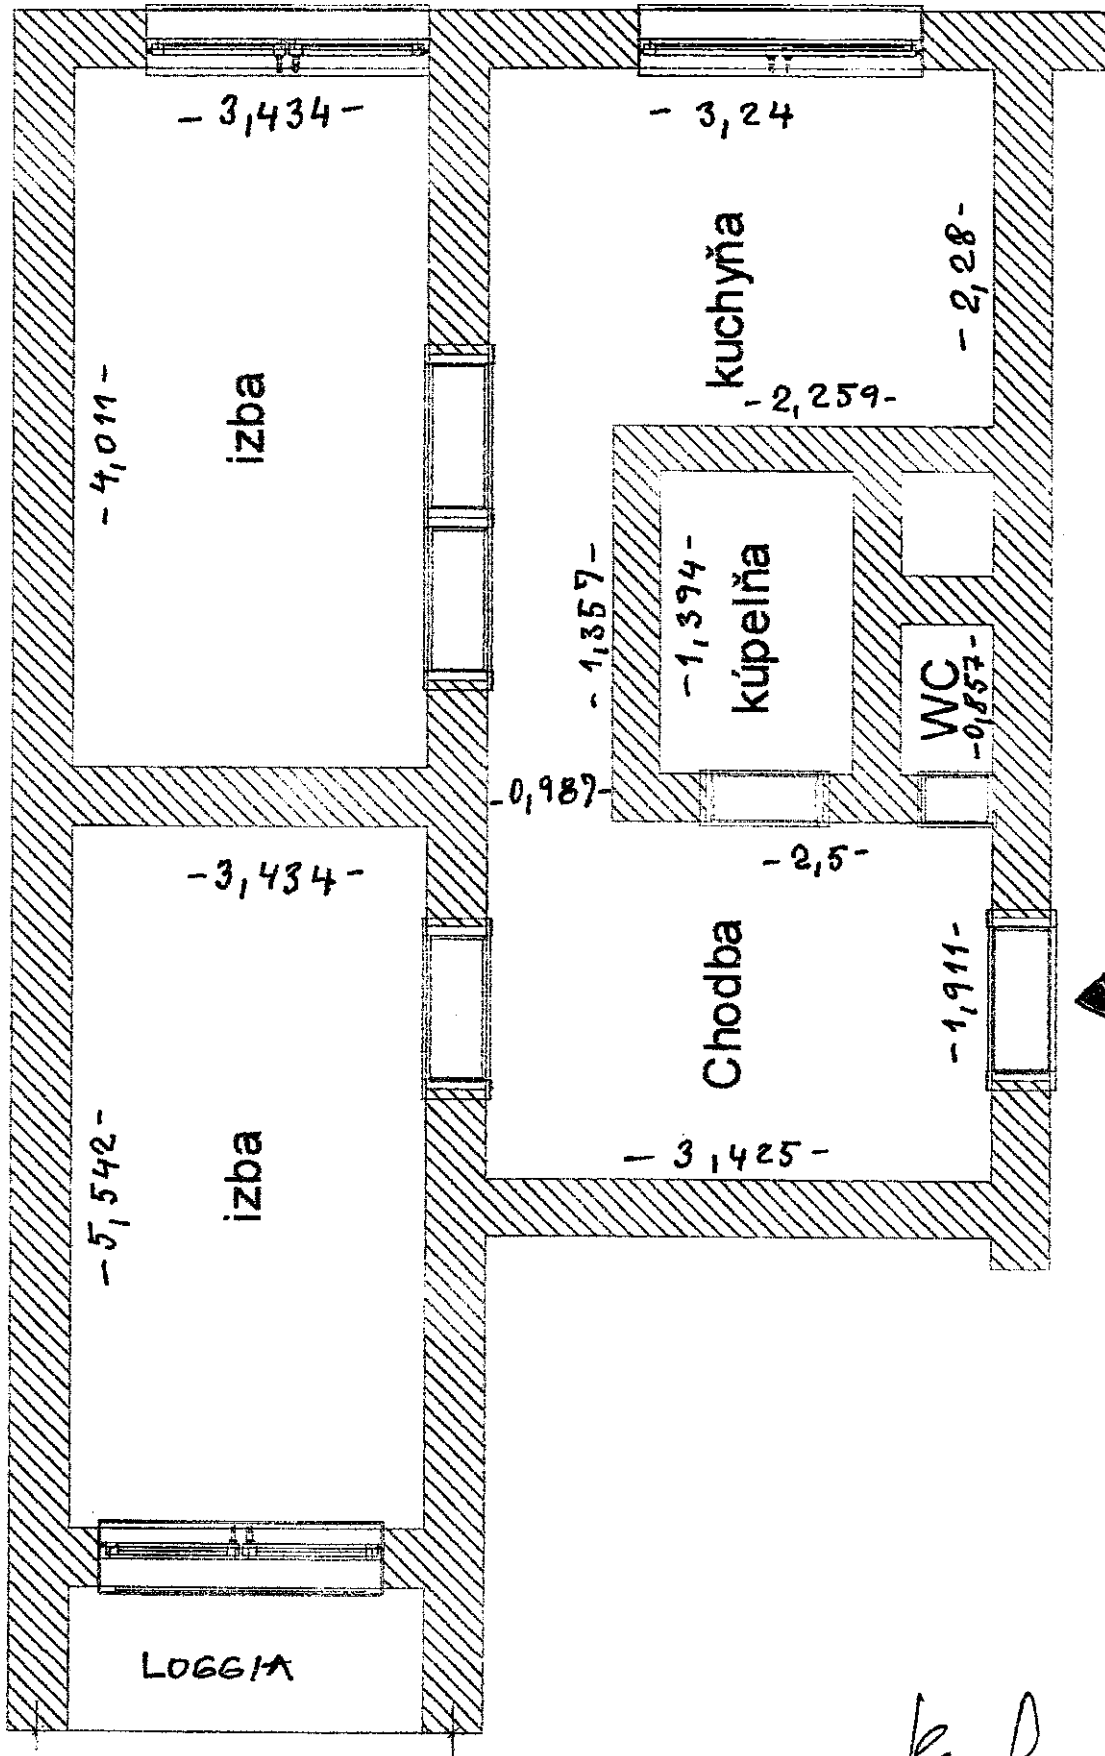 - 3,434 -
- 3,24
- 4,011 -
izba
kuchyňa
- 2,28 -
- 2,259 -
- 1,357 -
- 1,394 -
kúpelňa
WC
- 0,857 -
- 0,987 -
- 3,434 -
- 2,5 -
Chodba
- 1,911 -
- 5,542 -
izba
- 3,425 -
LOGGIA